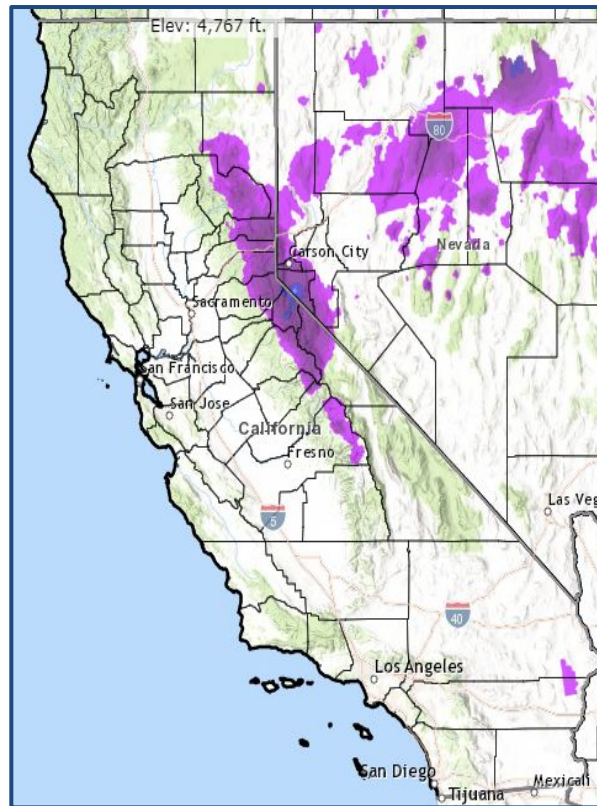 Elev: 4,767 ft.
80
Carson City
Nevada
Sacramento
San Francisco
San Jose
California
Fresno
5
Las Veg
40
Los Angeles
San Diego
Mexicali
Tijuana